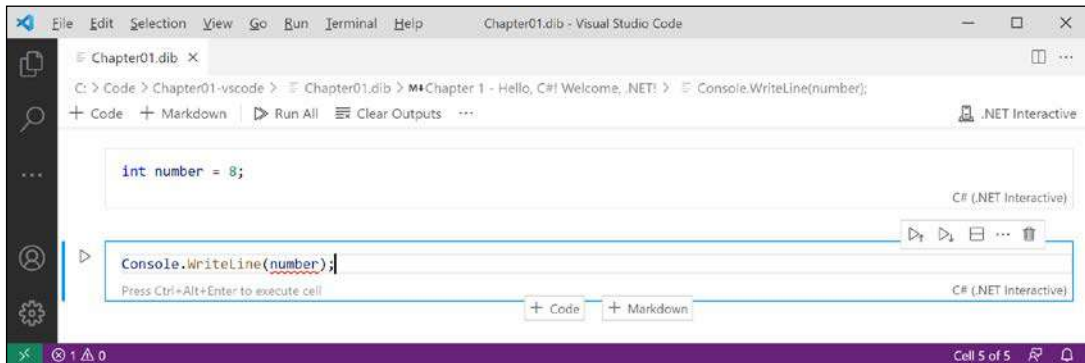 File Edit Selection View Go Run Terminal Help Chapter01.dib - Visual Studio Code
Chapter01.dib
C: > Code > Chapter01-vscode > Chapter01.dib > M↓Chapter 1 - Hello, C#! Welcome, .NET! > Console.WriteLine(number);
+ Code + Markdown Run All Clear Outputs ··· .NET Interactive
int number = 8;
C# (.NET Interactive)
Console.WriteLine(number);
Press Ctrl+Alt+Enter to execute cell C# (.NET Interactive)
+ Code + Markdown
1 0 Cell 5 of 5